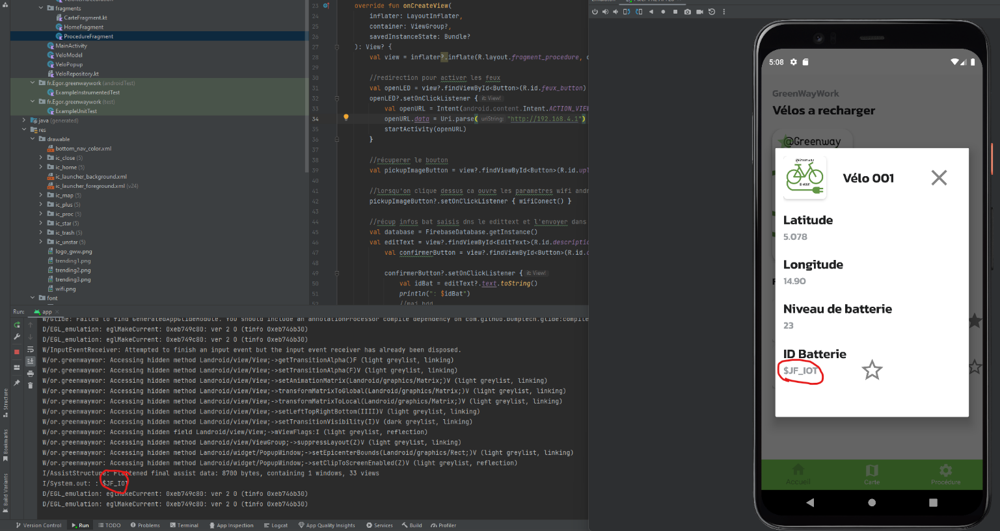 fragments
CarteFragment.kt
HomeFragment
ProcedureFragment
MainActivity
VeloModel
VeloPopup
VeloRepository.kt
fr.Egor.greenwaywork (androidTest)
ExampleInstrumentedTest
fr.Egor.greenwaywork (test)
ExampleUnitTest
java (generated)
res
drawable
bottom_nav_color.xml
ic_close (5)
ic_home (5)
ic_launcher_background.xml
ic_launcher_foreground.xml (v24)
ic_map (5)
ic_plus (5)
ic_proc (5)
ic_star (5)
ic_trash (5)
ic_unstar (5)
logo_gww.png
trending1.png
trending2.png
trending3.png
wifi.png
font
23 override fun onCreateView(
24 inflater: LayoutInflater,
25 container: ViewGroup?,
26 savedInstanceState: Bundle?
27 ): View? {
28 val view = inflater?.inflate(R.layout.fragment_procedure, c
29
30 //redirection pour activer les feux
31 val openLED = view?.findViewById<Button>(R.id.feux_button)
32 openLED?.setOnClickListener { it: View!
33 val openURL = Intent(android.content.Intent.ACTION_VIEW
34 openURL.data = Uri.parse( uriString: "http://192.168.4.1")
35 startActivity(openURL)
36 }
37
38 //récuperer le bouton
39 val pickupImageButton = view?.findViewById<Button>(R.id.upl
40
41 //lorsqu'on clique dessus ca ouvre les parametres wifi andr
42 pickupImageButton?.setOnClickListener { wifiConect() }
43
44 //récup infos bat saisis dns le edittext et l'envoyer dans
45 val database = FirebaseDatabase.getInstance()
46 val editText = view?.findViewById<EditText>(R.id.descriptio
47 val confirmerButton = view?.findViewById<Button>(R.id.c
48
49 confirmerButton?.setOnClickListener { it: View!
50 val idBat = editText?.text.toString()
51 println(": $idBat")
52 //maj bdd
Run: app
W/Glide: Failed to find GeneratedAppGlideModule. You should include an annotationProcessor compile dependency on com.github.bumptech.glide:compile
D/EGL_emulation: eglMakeCurrent: 0xeb749c80: ver 2 0 (tinfo 0xeb746b30)
D/EGL_emulation: eglMakeCurrent: 0xeb749c80: ver 2 0 (tinfo 0xeb746b30)
W/InputEventReceiver: Attempted to finish an input event but the input event receiver has already been disposed.
W/or.greenwaywor: Accessing hidden method Landroid/view/View;->getTransitionAlpha()F (light greylist, linking)
W/or.greenwaywor: Accessing hidden method Landroid/view/View;->setTransitionAlpha(F)V (light greylist, linking)
W/or.greenwaywor: Accessing hidden method Landroid/view/View;->setAnimationMatrix(Landroid/graphics/Matrix;)V (light greylist, linking)
W/or.greenwaywor: Accessing hidden method Landroid/view/View;->transformMatrixToGlobal(Landroid/graphics/Matrix;)V (light greylist, linking)
W/or.greenwaywor: Accessing hidden method Landroid/view/View;->transformMatrixToLocal(Landroid/graphics/Matrix;)V (light greylist, linking)
W/or.greenwaywor: Accessing hidden method Landroid/view/View;->setLeftTopRightBottom(IIII)V (light greylist, linking)
W/or.greenwaywor: Accessing hidden method Landroid/view/View;->setTransitionVisibility(I)V (dark greylist, linking)
W/or.greenwaywor: Accessing hidden field Landroid/view/View;->mViewFlags:I (light greylist, reflection)
W/or.greenwaywor: Accessing hidden method Landroid/view/ViewGroup;->suppressLayout(Z)V (light greylist, linking)
W/or.greenwaywor: Accessing hidden method Landroid/widget/PopupWindow;->setEpicenterBounds(Landroid/graphics/Rect;)V (light greylist, linking)
W/or.greenwaywor: Accessing hidden method Landroid/widget/PopupWindow;->setClipToScreenEnabled(Z)V (light greylist, reflection)
I/AssistStructure: Flattened final assist data: 8700 bytes, containing 1 windows, 33 views
I/System.out: : $JF_IOT
D/EGL_emulation: eglMakeCurrent: 0xeb749c80: ver 2 0 (tinfo 0xeb746b30)
D/EGL_emulation: eglMakeCurrent: 0xeb749c80: ver 2 0 (tinfo 0xeb746b30)
Structure
Bookmarks
Build Variants
Version Control Run TODO Problems Terminal App Inspection Logcat App Quality Insights Services Build Profiler
5:08
GreenWayWork
Vélos a recharger
@Greenway
@Greenway
Vélo 001
Latitude
5.078
Longitude
14.90
Niveau de batterie
23
ID Batterie
$JF_IOT
Accueil Carte Procédure